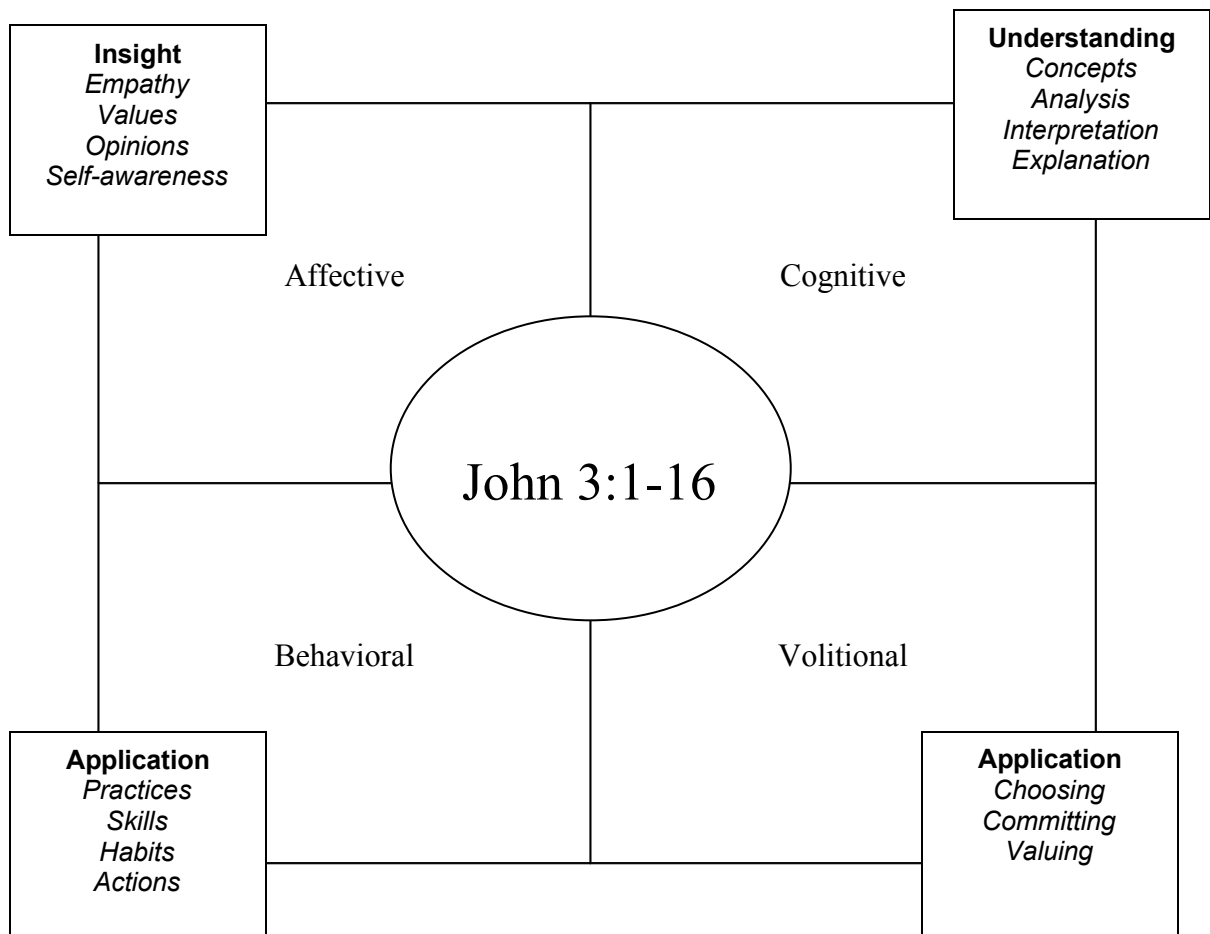 Insight
Empathy
Values
Opinions
Self-awareness
Understanding
Concepts
Analysis
Interpretation
Explanation
Affective
Cognitive
John 3:1-16
Behavioral
Volitional
Application
Practices
Skills
Habits
Actions
Application
Choosing
Committing
Valuing